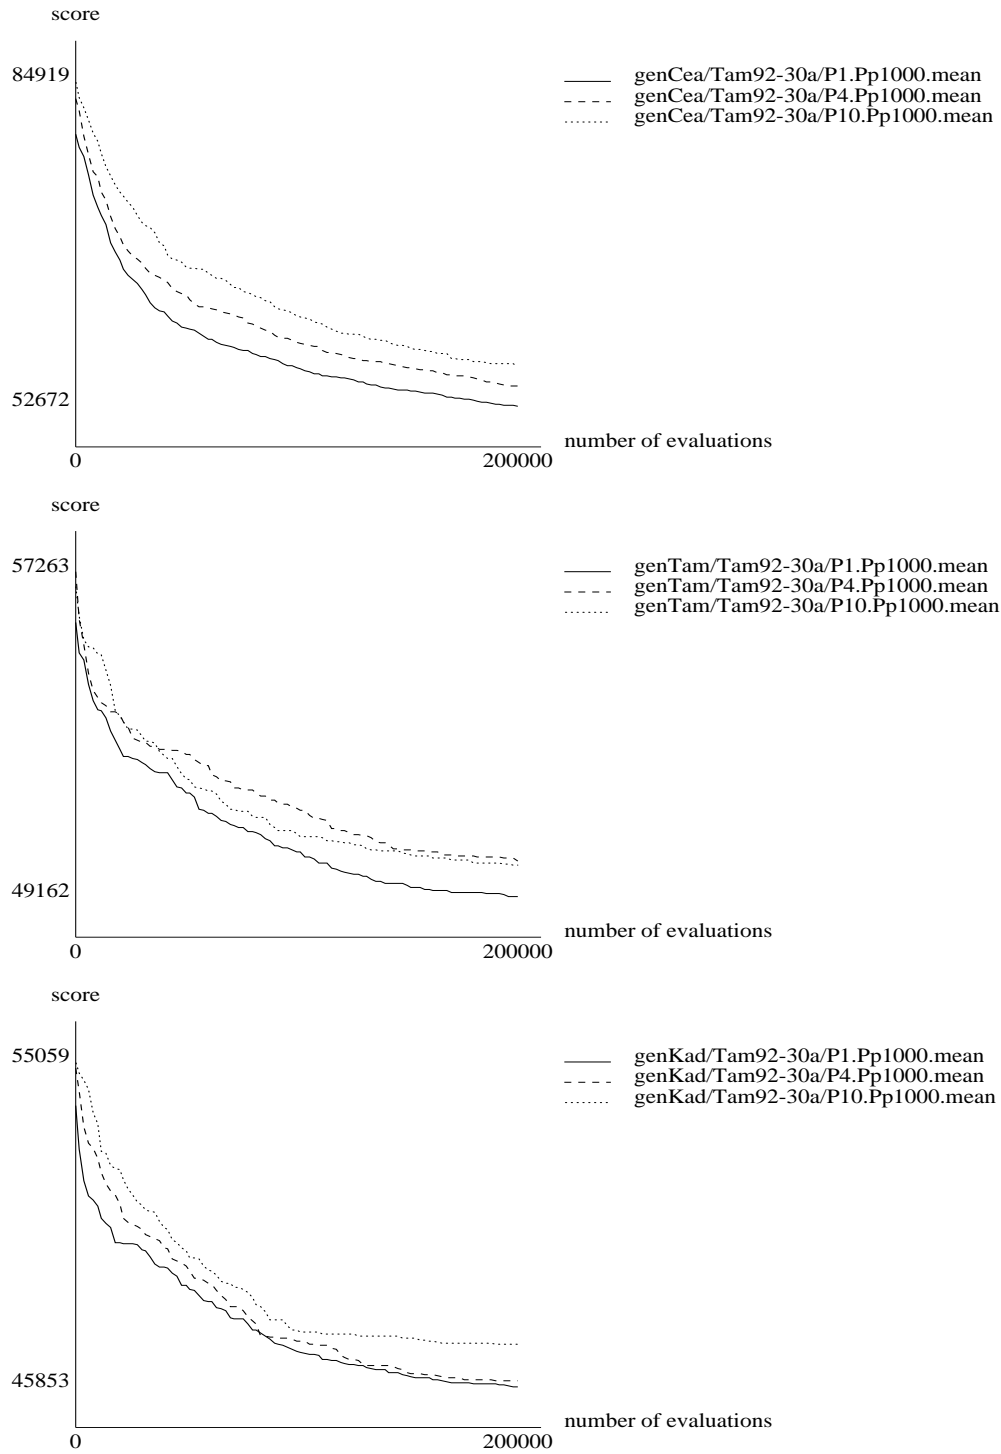 score
84919
genCea/Tam92-30a/P1.Pp1000.mean
genCea/Tam92-30a/P4.Pp1000.mean
genCea/Tam92-30a/P10.Pp1000.mean
52672
number of evaluations
0 200000
score
57263
genTam/Tam92-30a/P1.Pp1000.mean
genTam/Tam92-30a/P4.Pp1000.mean
genTam/Tam92-30a/P10.Pp1000.mean
49162
number of evaluations
0 200000
score
55059
genKad/Tam92-30a/P1.Pp1000.mean
genKad/Tam92-30a/P4.Pp1000.mean
genKad/Tam92-30a/P10.Pp1000.mean
45853
number of evaluations
0 200000